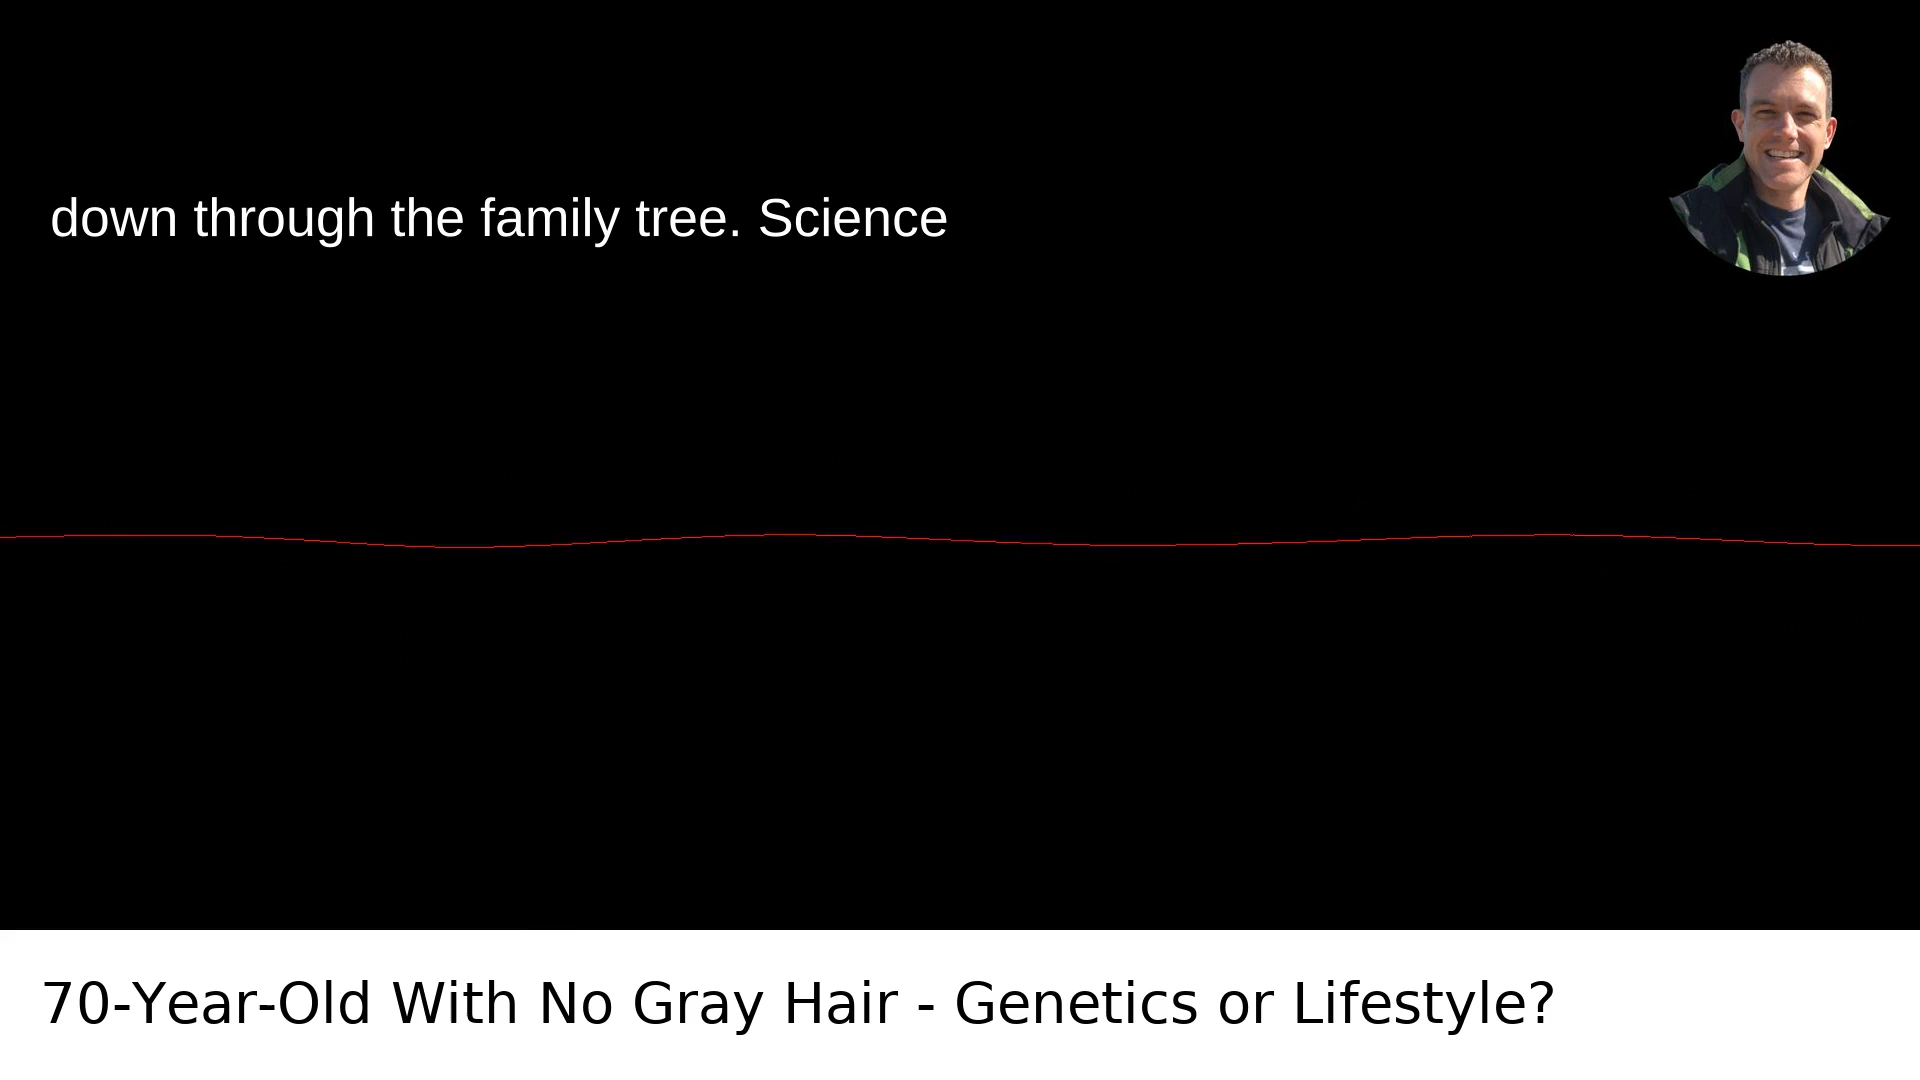 down through the family tree. Science
70-Year-Old With No Gray Hair - Genetics or Lifestyle?